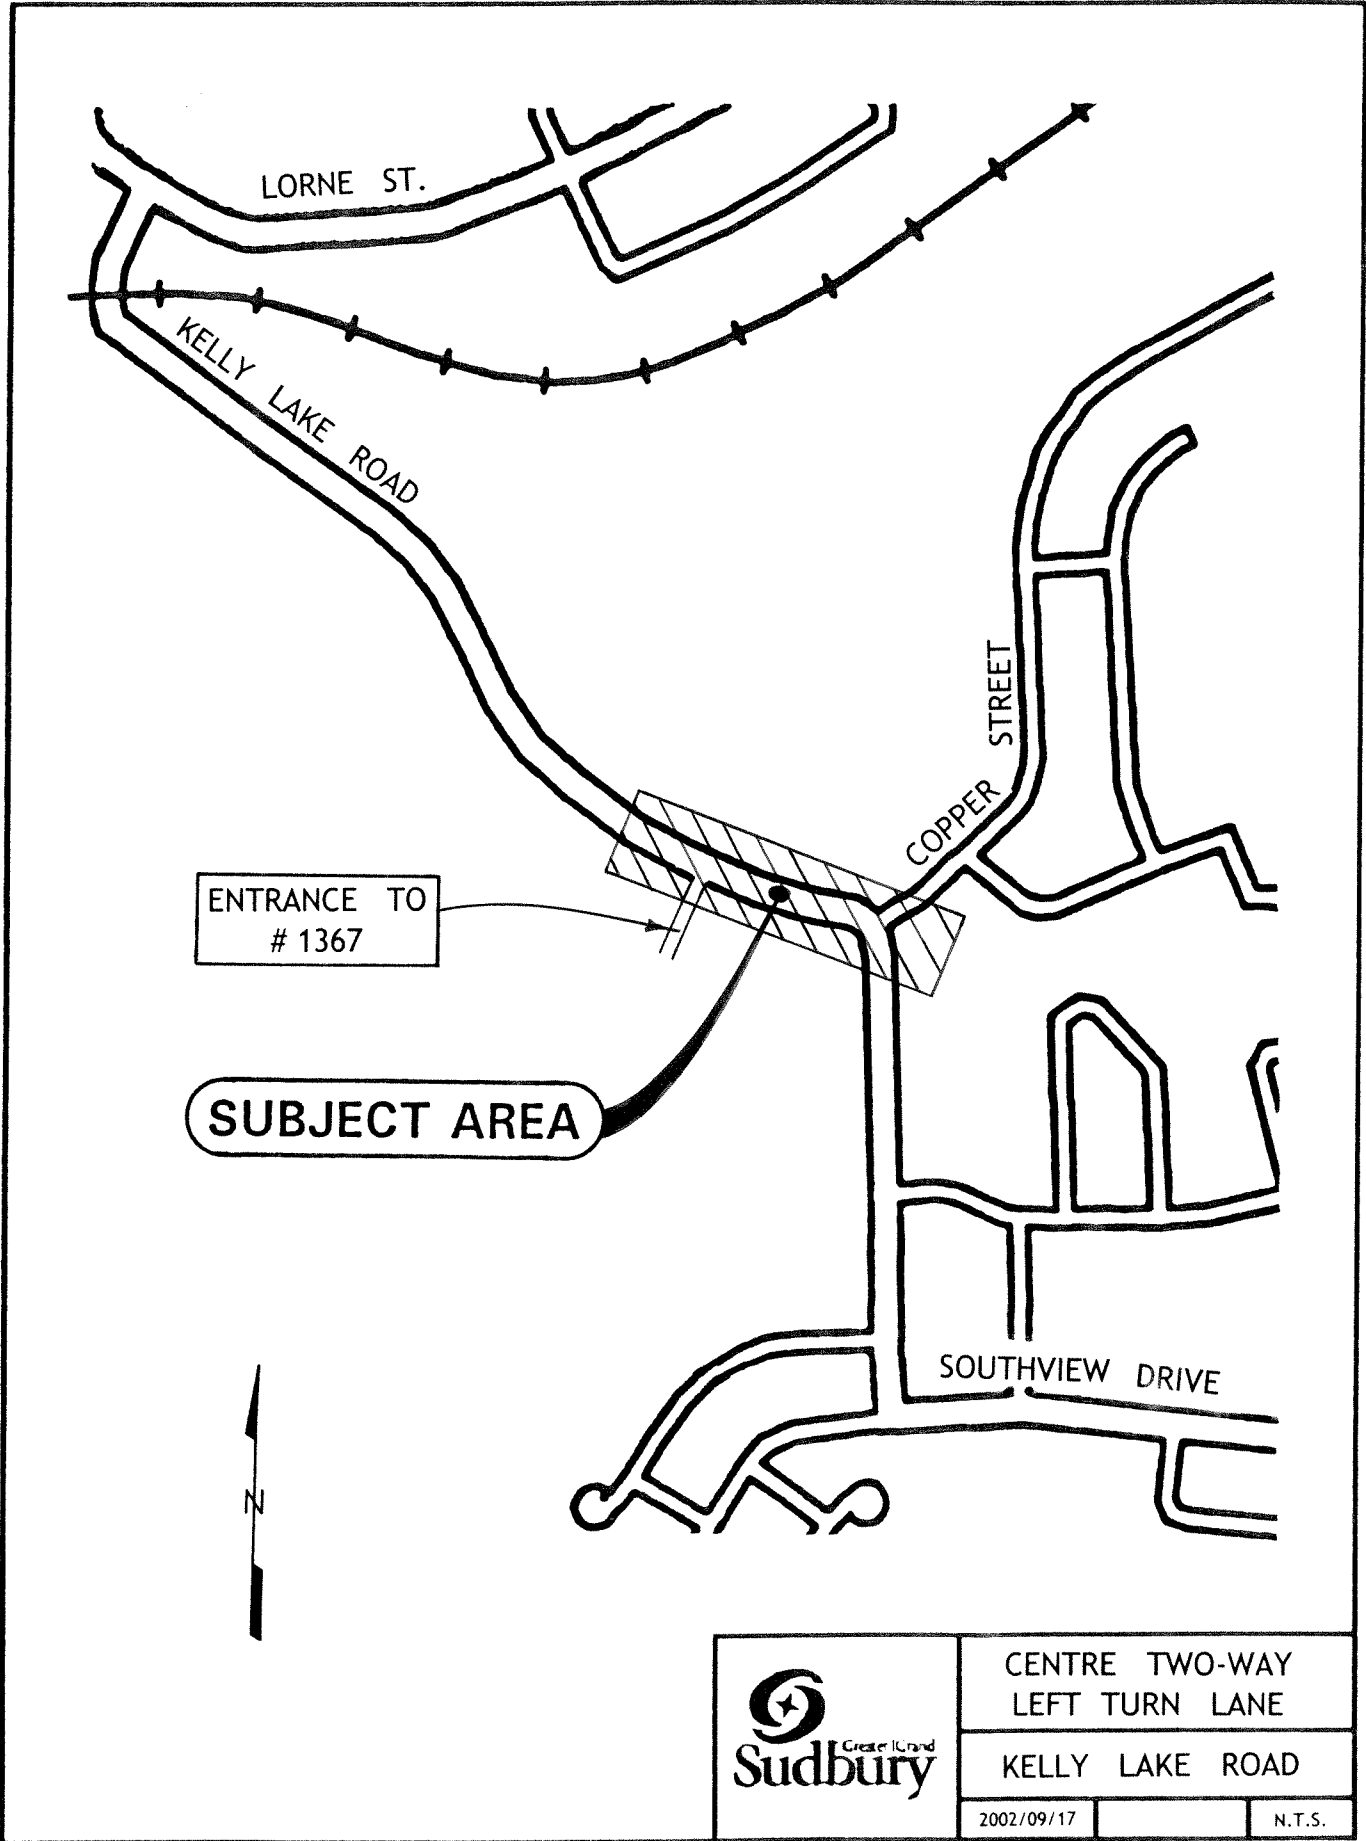 LORNE ST.
KELLY LAKE ROAD
COPPER STREET
ENTRANCE TO
# 1367
SUBJECT AREA
SOUTHVIEW DRIVE
N
Greater | Grand
Sudbury
CENTRE TWO-WAY
LEFT TURN LANE
KELLY LAKE ROAD
2002/09/17
N.T.S.